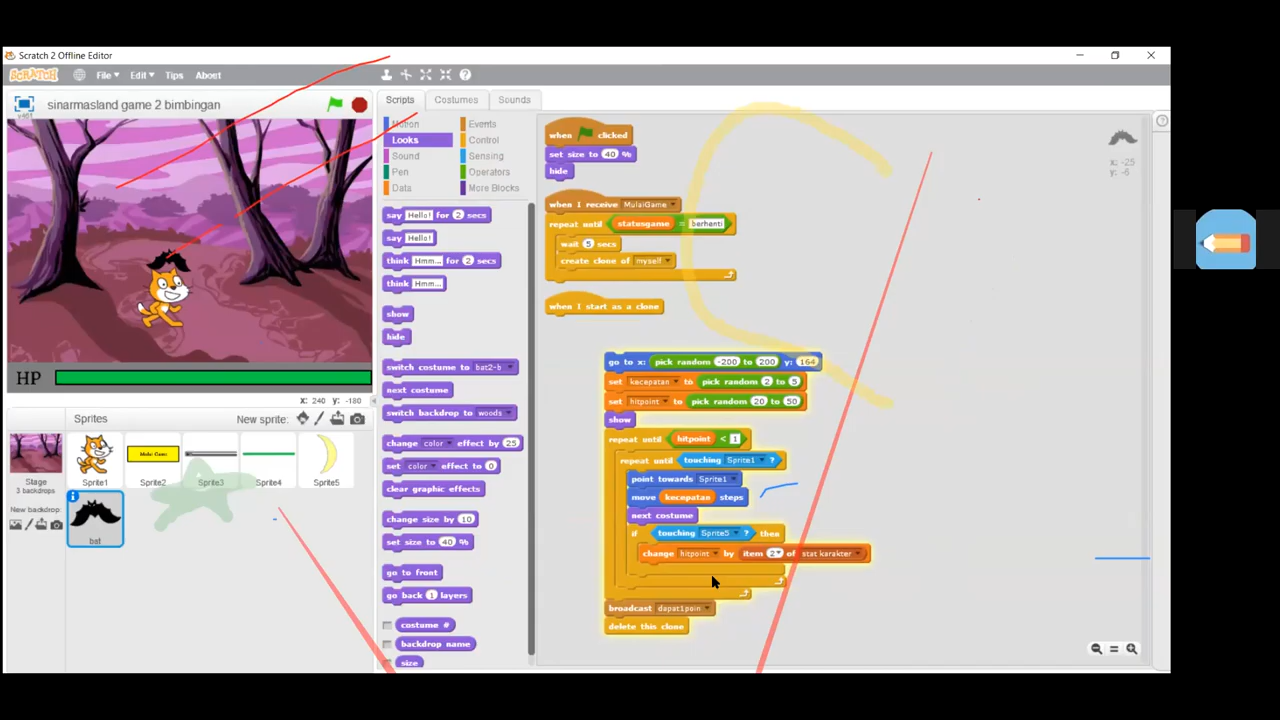 Scratch 2 Offline Editor
SCRATCH File Edit Tips About
sinarmasland game 2 bimbingan
v461
HP
x: 240 y: -180
Sprites New sprite:
Stage
3 backdrops
New backdrop:
Sprite1 Sprite2 Sprite3 Sprite4 Sprite5
Mulai Game
bat
Scripts Costumes Sounds
Motion Events
Looks Control
Sound Sensing
Pen Operators
Data More Blocks
say Hello! for 2 secs
say Hello!
think Hmm... for 2 secs
think Hmm...
show
hide
switch costume to bat2-b
next costume
switch backdrop to woods
change color effect by 25
set color effect to 0
clear graphic effects
change size by 10
set size to 40 %
go to front
go back 1 layers
costume #
backdrop name
size
when clicked
set size to 40 %
hide
when I receive MulaiGame
repeat until statusgame = berhenti
wait 5 secs
create clone of myself
when I start as a clone
go to x: pick random -200 to 200 y: 164
set kecepatan to pick random 2 to 5
set hitpoint to pick random 20 to 50
show
repeat until hitpoint < 1
repeat until touching Sprite1 ?
point towards Sprite1
move kecepatan steps
next costume
if touching Sprite5 ? then
change hitpoint by item 2 of stat karakter
broadcast dapat1poin
delete this clone
x: -25
y: -6